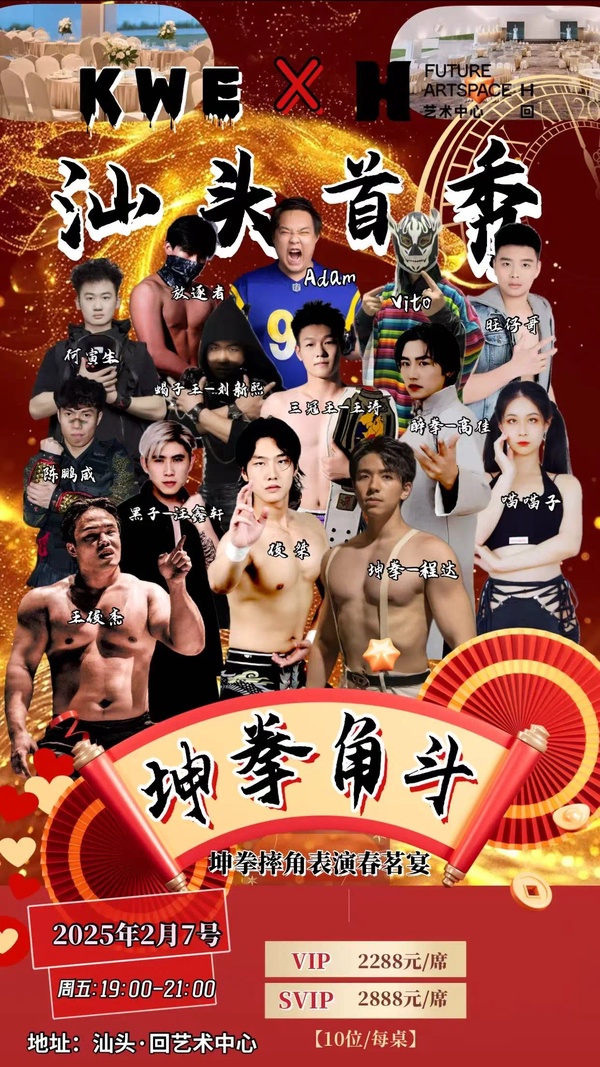 KWE X H
FUTURE
ARTSPACE H
艺术中心 回
汕头首秀
放逐者
Adam
Vito
旺仔哥
何寅生
蝎子王-刘新熙
三冠王-王涛
醉拳-高佳
陈鹏成
黑子-汪鑫轩
俊荣
坤拳-程达
喵喵子
王俊杰
坤拳角斗
坤拳摔角表演春茗宴
2025年2月7号
周五:19:00-21:00
地址：汕头·回艺术中心
VIP 2288元/席
SVIP 2888元/席
【10位/每桌】